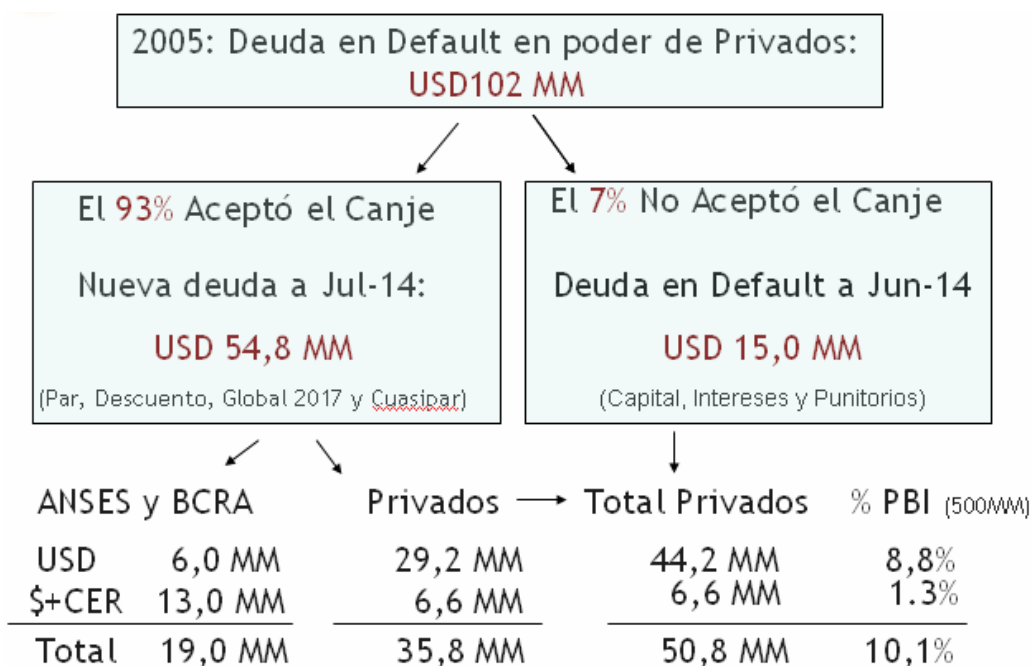 2005: Deuda en Default en poder de Privados:
USD102 MM
El 93% Aceptó el Canje
Nueva deuda a Jul-14:
USD 54,8 MM
(Par, Descuento, Global 2017 y Cuasipar)
El 7% No Aceptó el Canje
Deuda en Default a Jun-14
USD 15,0 MM
(Capital, Intereses y Punitorios)
ANSES y BCRA Privados Total Privados % PBI (500MM)
USD 6,0 MM 29,2 MM 44,2 MM 8,8%
$+CER 13,0 MM 6,6 MM 6,6 MM 1.3%
Total 19,0 MM 35,8 MM 50,8 MM 10,1%